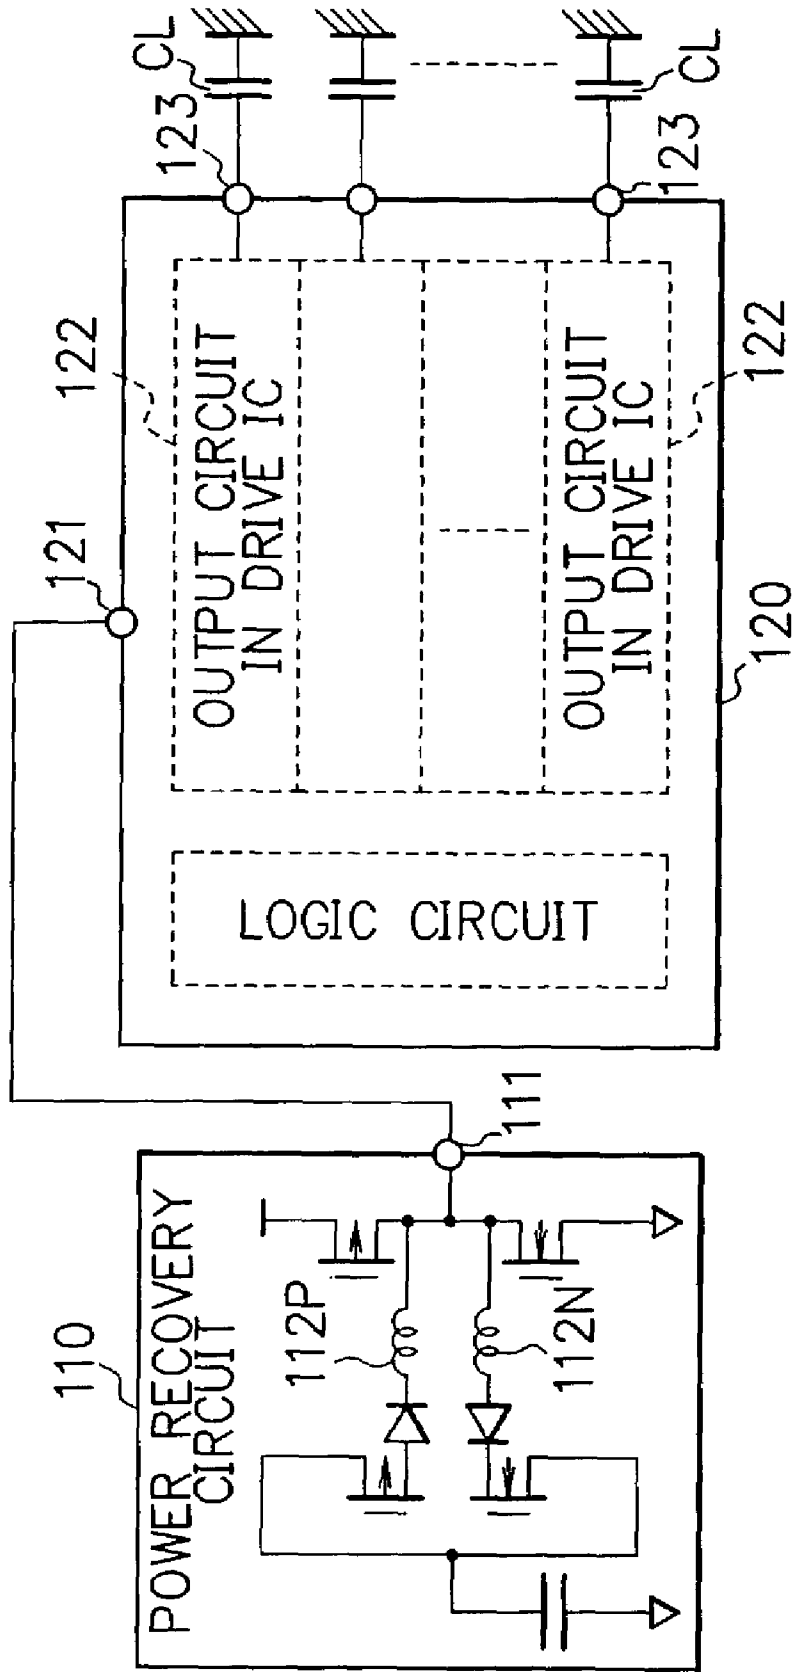 110
POWER RECOVERY
CIRCUIT
112P
112N
111
LOGIC CIRCUIT
121
120
122
OUTPUT CIRCUIT
IN DRIVE IC
OUTPUT CIRCUIT
IN DRIVE IC
122
123
CL
123
CL